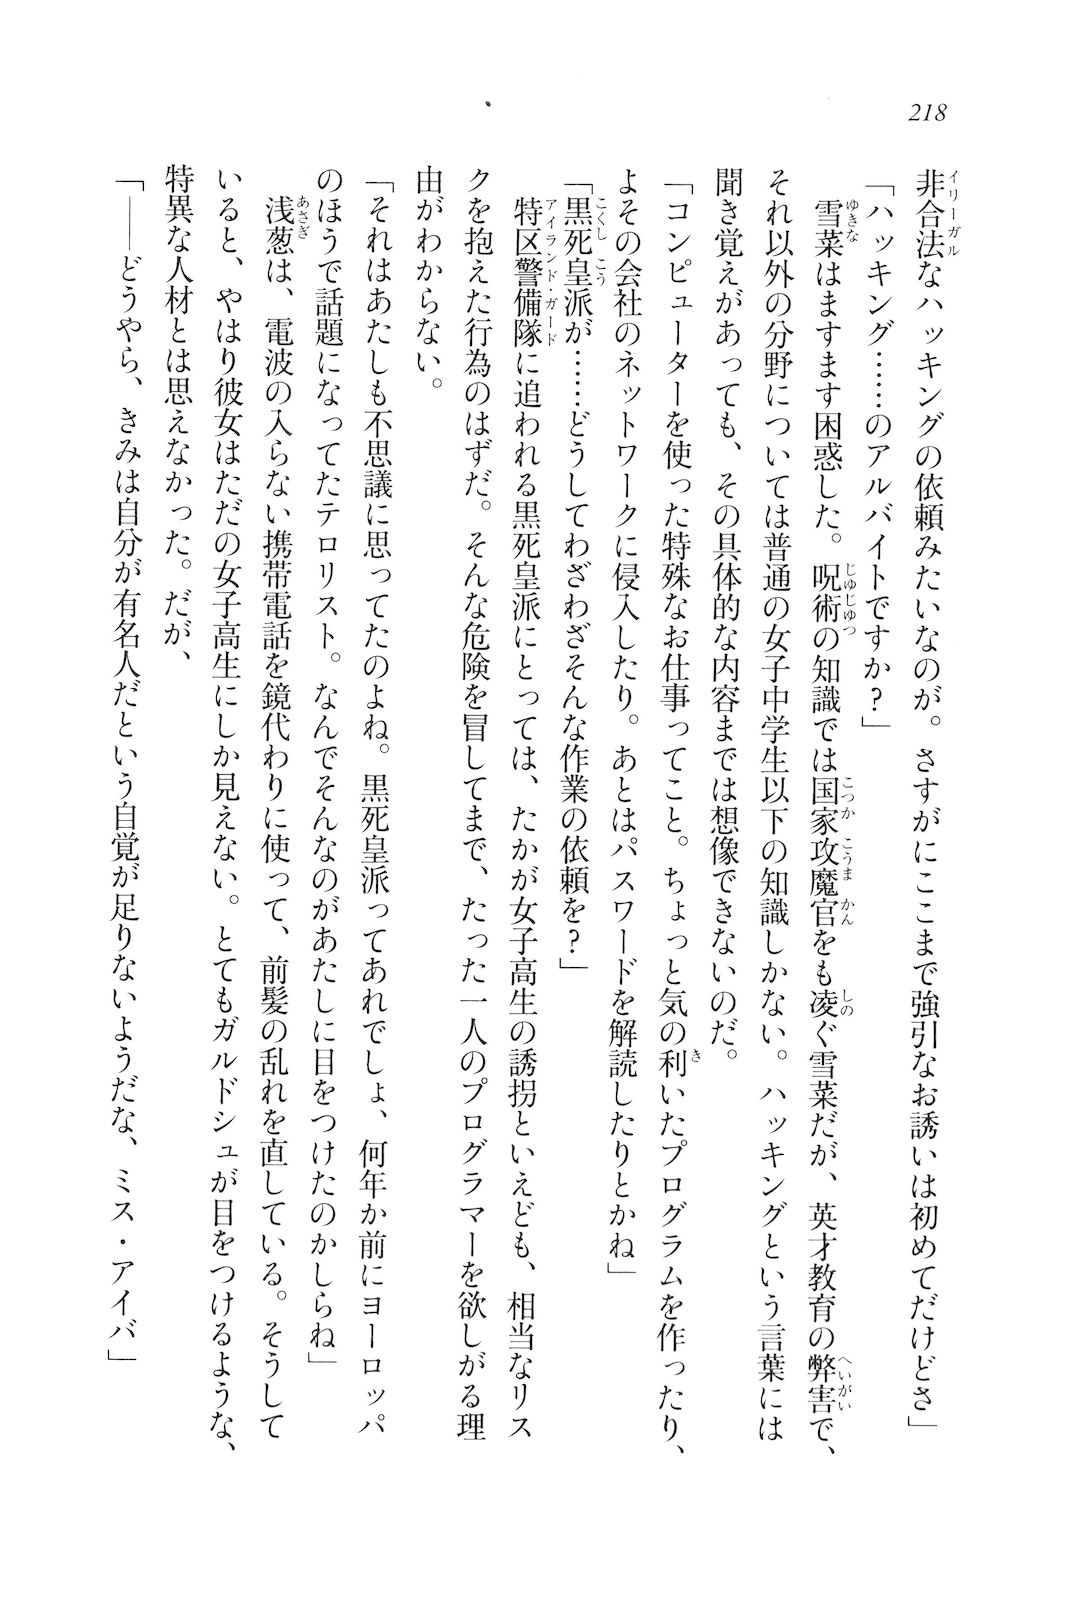 218
非合法なハッキングの依頼みたいなのが。さすがにここまで強引なお誘いは初めてだけどさ」
「ハッキング……のアルバイトですか？」
　雪菜はますます困惑した。呪術の知識では国家攻魔官をも凌ぐ雪菜だが、英才教育の弊害で、
それ以外の分野については普通の女子中学生以下の知識しかない。ハッキングという言葉には
聞き覚えがあっても、その具体的な内容までは想像できないのだ。
「コンピューターを使った特殊なお仕事ってこと。ちょっと気の利いたプログラムを作ったり、
よその会社のネットワークに侵入したり。あとはパスワードを解読したりとかね」
「黒死皇派が……どうしてわざわざそんな作業の依頼を？」
　特区警備隊に追われる黒死皇派にとっては、たかが女子高生の誘拐といえども、相当なリス
クを抱えた行為のはずだ。そんな危険を冒してまで、たった一人のプログラマーを欲しがる理
由がわからない。
「それはあたしも不思議に思ってたのよね。黒死皇派ってあれでしょ、何年か前にヨーロッパ
のほうで話題になってたテロリスト。なんでそんなのがあたしに目をつけたのかしらね」
　浅葱は、電波の入らない携帯電話を鏡代わりに使って、前髪の乱れを直している。そうして
いると、やはり彼女はただの女子高生にしか見えない。とてもガルドシュが目をつけるような、
特異な人材とは思えなかった。だが、
「――どうやら、きみは自分が有名人だという自覚が足りないようだな、ミス・アイバ」